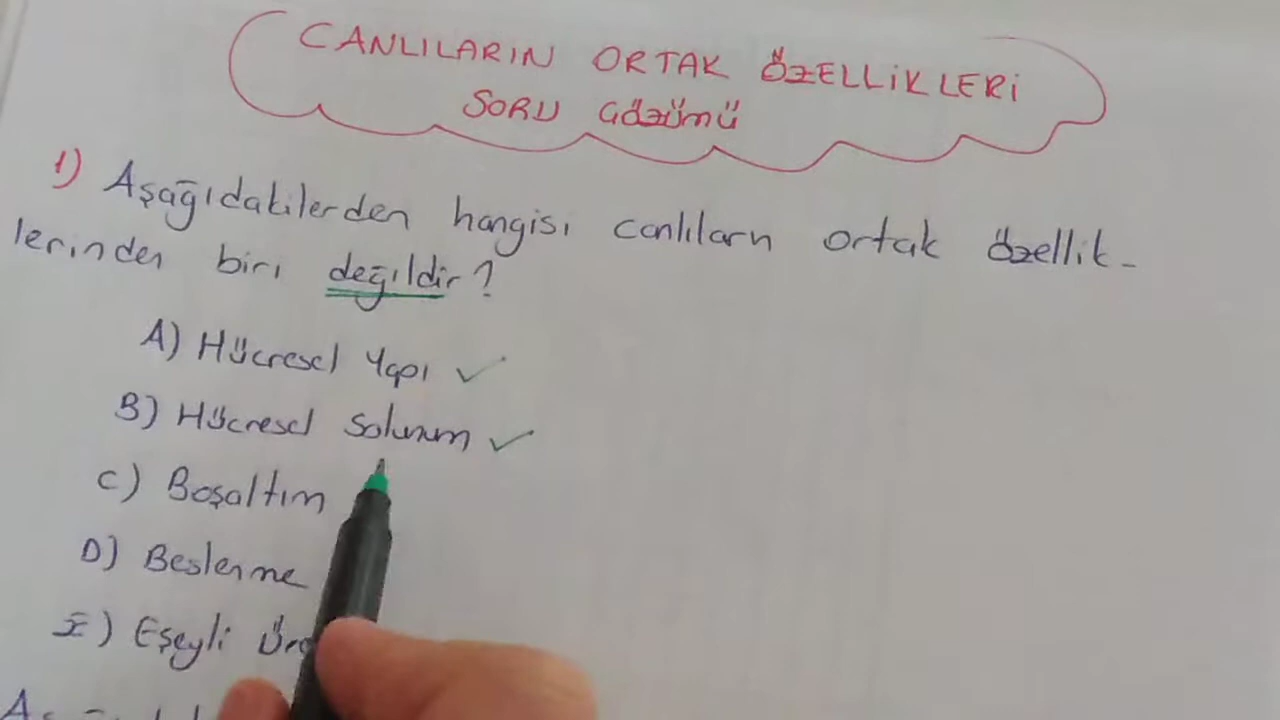 CANLILARIN ORTAK ÖZELLİKLERİ
SORU ÇÖZÜMÜ
1) Aşağıdakilerden hangisi canlıların ortak özellik-
lerinden biri değildir?
A) Hücresel Yapı ✓
B) Hücresel Solunum ✓
C) Boşaltım
D) Beslenme
E) Eşeyli